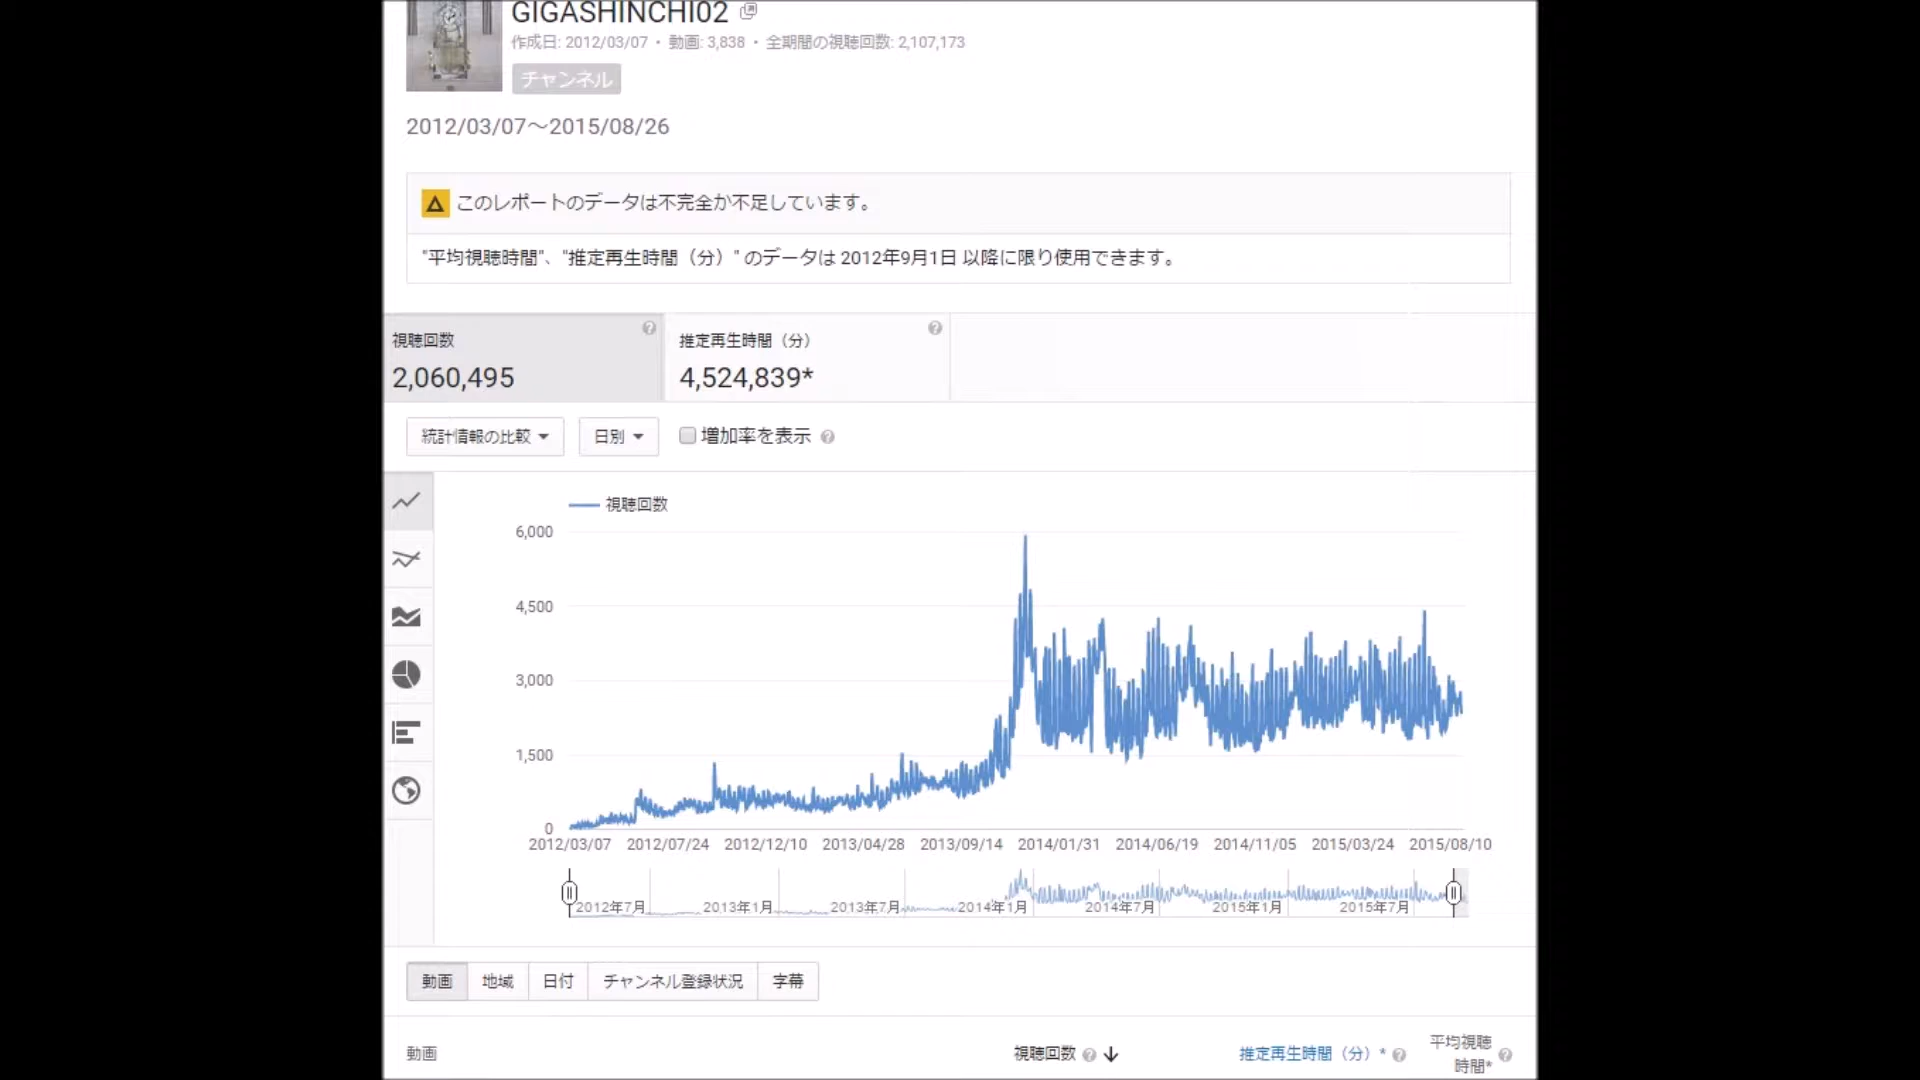 GIGASHINCHI02
作成日: 2012/03/07 • 動画: 3,838 • 全期間の視聴回数: 2,107,173
チャンネル
2012/03/07～2015/08/26
このレポートのデータは不完全か不足しています。
"平均視聴時間"、"推定再生時間（分）" のデータは 2012年9月1日 以降に限り使用できます。
視聴回数
推定再生時間（分）
2,060,495
4,524,839*
統計情報の比較
日別
増加率を表示
視聴回数
6,000
4,500
3,000
1,500
0
2012/03/07 2012/07/24 2012/12/10 2013/04/28 2013/09/14 2014/01/31 2014/06/19 2014/11/05 2015/03/24 2015/08/10
2012年7月 2013年1月 2013年7月 2014年1月 2014年7月 2015年1月 2015年7月
動画 地域 日付 チャンネル登録状況 字幕
動画
視聴回数
推定再生時間（分）*
平均視聴
時間*